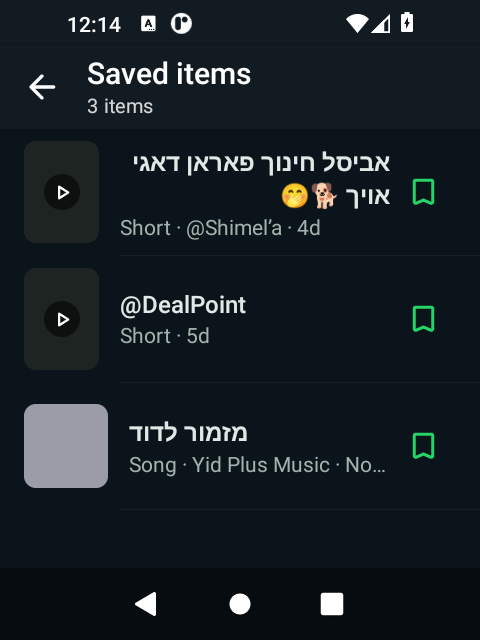 12:14
Saved items
3 items
אביסל חינוך פאראן דאגי
אויך 🐕🤭
Short · @Shimel’a · 4d
@DealPoint
Short · 5d
מזמור לדוד
Song · Yid Plus Music · No…